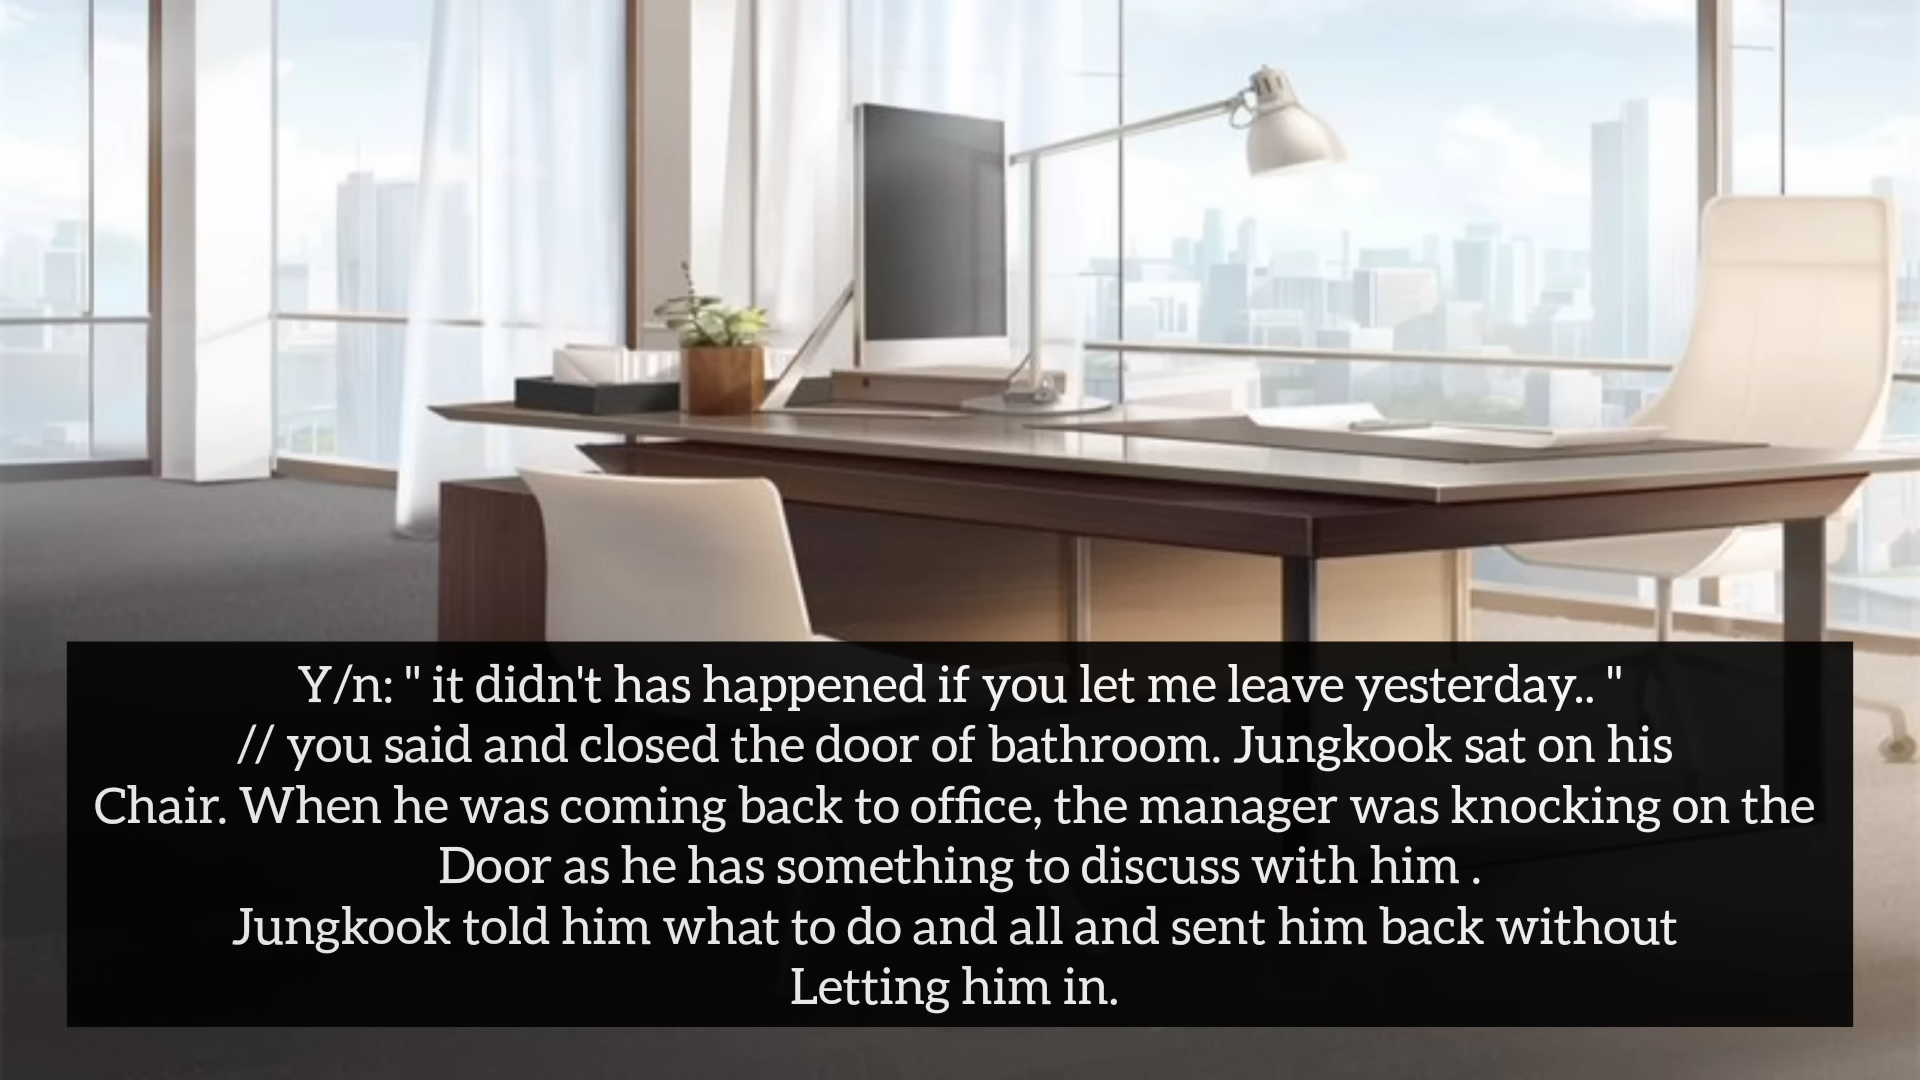 Y/n: " it didn't has happened if you let me leave yesterday.. "
// you said and closed the door of bathroom. Jungkook sat on his
Chair. When he was coming back to office, the manager was knocking on the
Door as he has something to discuss with him .
Jungkook told him what to do and all and sent him back without
Letting him in.